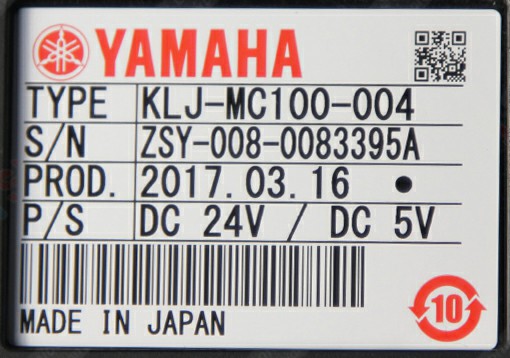 YAMAHA
TYPE KLJ-MC100-004
S/N ZSY-008-0083395A
PROD. 2017.03.16 ●
P/S DC 24V / DC 5V
MADE IN JAPAN
10